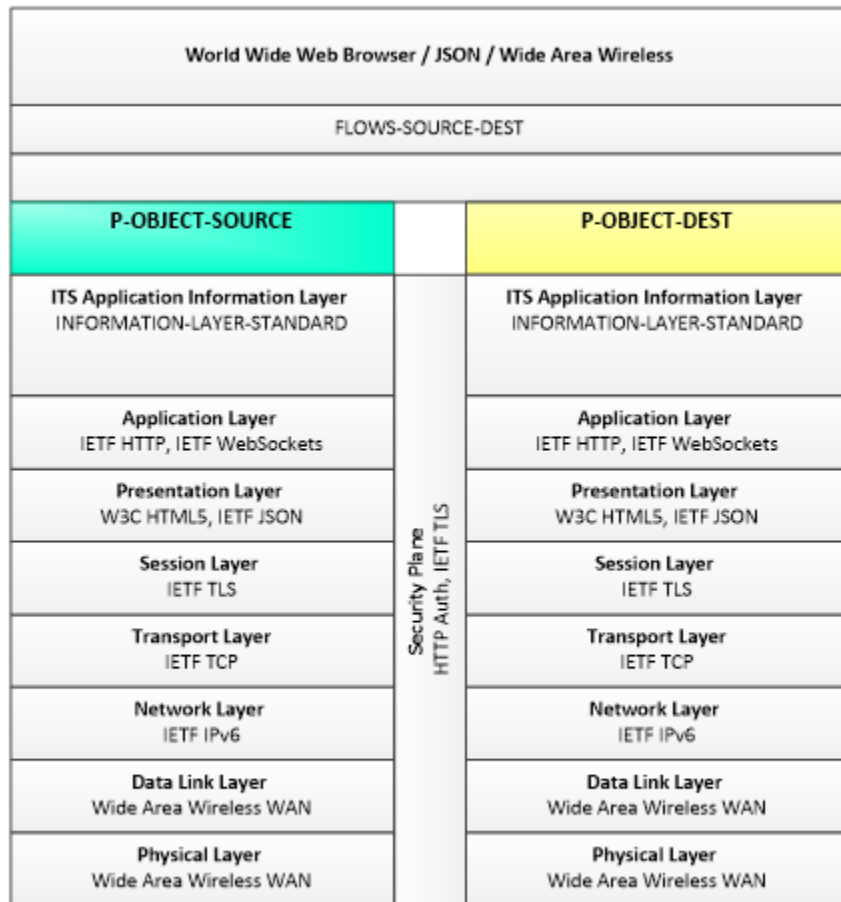 World Wide Web Browser / JSON / Wide Area Wireless
FLOWS-SOURCE-DEST
P-OBJECT-SOURCE
P-OBJECT-DEST
ITS Application Information Layer
INFORMATION-LAYER-STANDARD
Application Layer
IETF HTTP, IETF WebSockets
Presentation Layer
W3C HTML5, IETF JSON
Session Layer
IETF TLS
Transport Layer
IETF TCP
Network Layer
IETF IPv6
Data Link Layer
Wide Area Wireless WAN
Physical Layer
Wide Area Wireless WAN
Security Plane
HTTP Auth, IETF TLS
ITS Application Information Layer
INFORMATION-LAYER-STANDARD
Application Layer
IETF HTTP, IETF WebSockets
Presentation Layer
W3C HTML5, IETF JSON
Session Layer
IETF TLS
Transport Layer
IETF TCP
Network Layer
IETF IPv6
Data Link Layer
Wide Area Wireless WAN
Physical Layer
Wide Area Wireless WAN